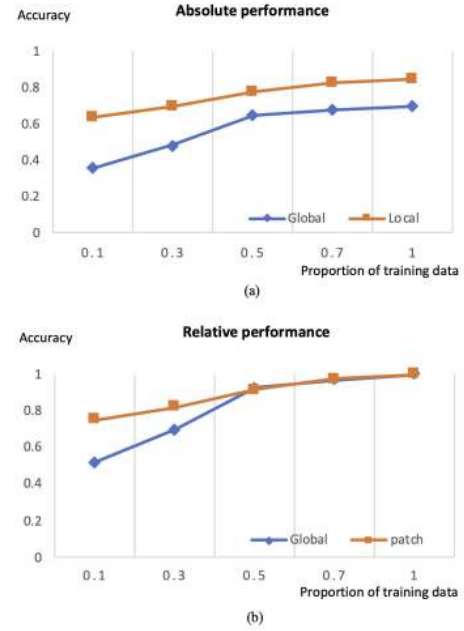 Absolute performance
Accuracy
1
0.8
0.6
0.4
0.2
0
Global Local
0.1 0.3 0.5 0.7 1
Proportion of training data
(a)
Relative performance
Accuracy
1
0.8
0.6
0.4
0.2
0
Global patch
0.1 0.3 0.5 0.7 1
Proportion of training data
(b)